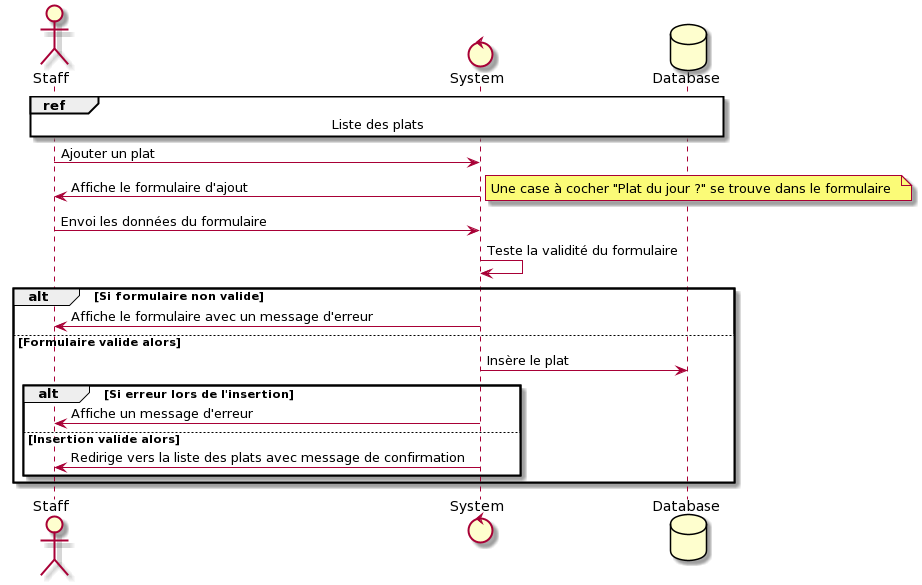 Staff
System
Database
ref
Liste des plats
Ajouter un plat
Affiche le formulaire d'ajout
Une case à cocher "Plat du jour ?" se trouve dans le formulaire
Envoi les données du formulaire
Teste la validité du formulaire
alt [Si formulaire non valide]
Affiche le formulaire avec un message d'erreur
[Formulaire valide alors]
Insère le plat
alt [Si erreur lors de l'insertion]
Affiche un message d'erreur
[Insertion valide alors]
Redirige vers la liste des plats avec message de confirmation
Staff
System
Database